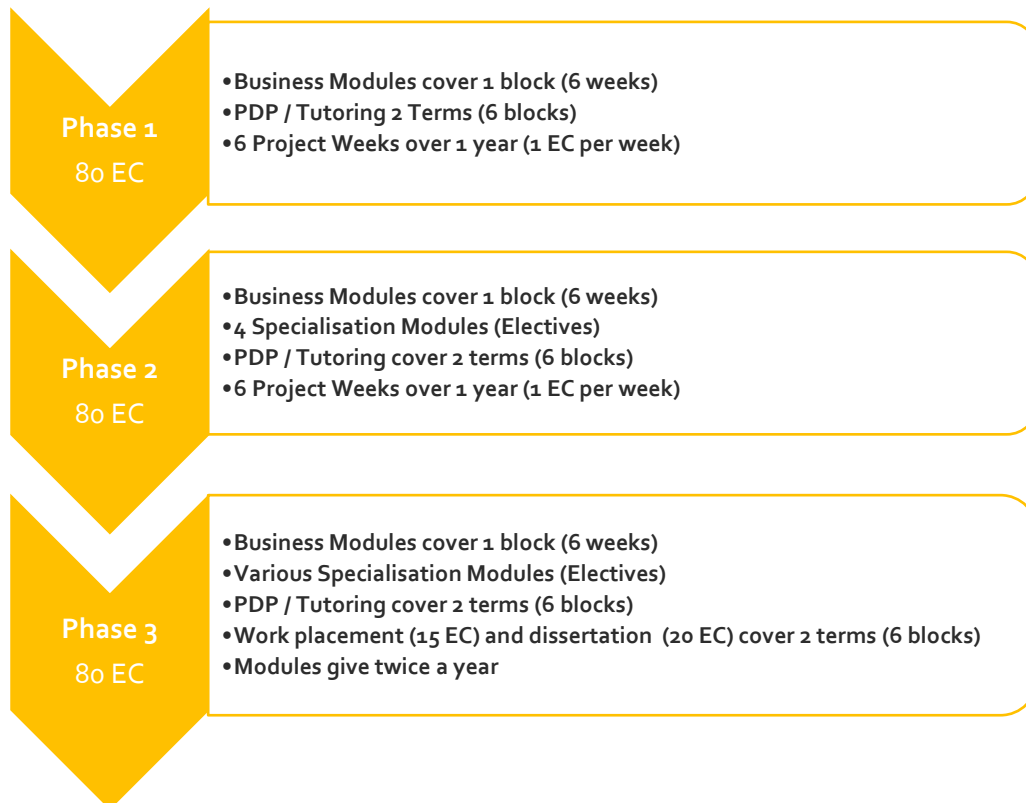 Phase 1
80 EC
•Business Modules cover 1 block (6 weeks)
•PDP / Tutoring 2 Terms (6 blocks)
•6 Project Weeks over 1 year (1 EC per week)
Phase 2
80 EC
•Business Modules cover 1 block (6 weeks)
•4 Specialisation Modules (Electives)
•PDP / Tutoring cover 2 terms (6 blocks)
•6 Project Weeks over 1 year (1 EC per week)
Phase 3
80 EC
•Business Modules cover 1 block (6 weeks)
•Various Specialisation Modules (Electives)
•PDP / Tutoring cover 2 terms (6 blocks)
•Work placement (15 EC) and dissertation (20 EC) cover 2 terms (6 blocks)
•Modules give twice a year